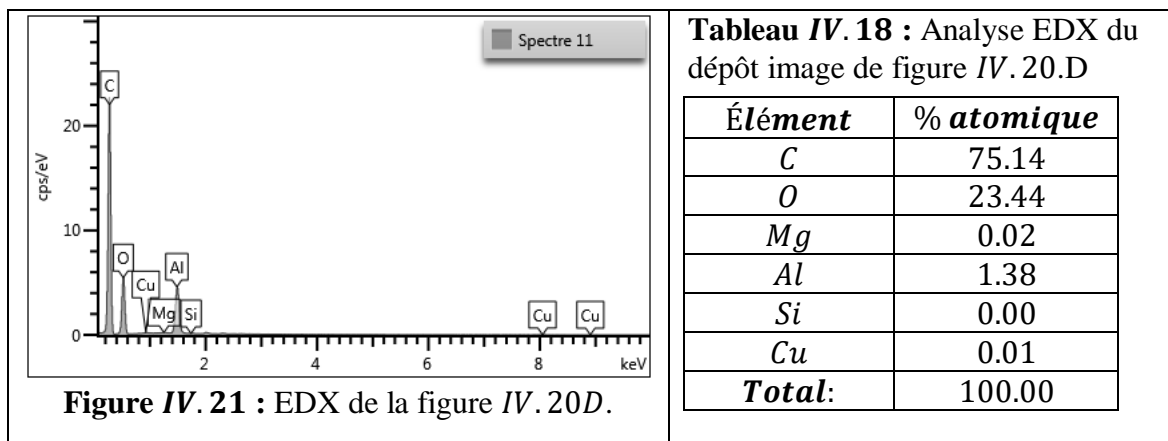 Spectre 11
C
20
cps/eV
10
O
Cu
Al
Mg
Si
Cu
Cu
0
2
4
6
8
keV
Figure IV.21 : EDX de la figure IV.20D.
Tableau IV.18 : Analyse EDX du
dépôt image de figure IV.20.D
Élément % atomique
C 75.14
O 23.44
Mg 0.02
Al 1.38
Si 0.00
Cu 0.01
Total: 100.00